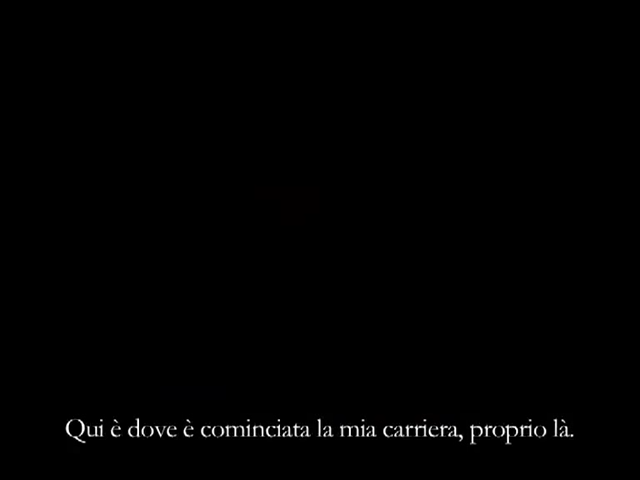 Qui è dove è cominciata la mia carriera, proprio là.